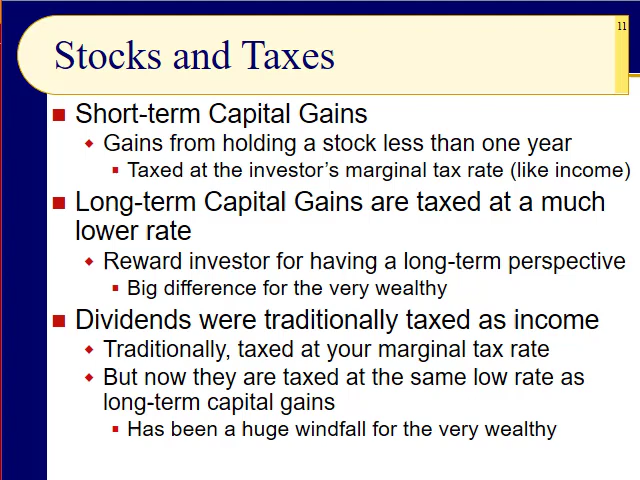 11
Stocks and Taxes
Short-term Capital Gains
Gains from holding a stock less than one year
Taxed at the investor's marginal tax rate (like income)
Long-term Capital Gains are taxed at a much
lower rate
Reward investor for having a long-term perspective
Big difference for the very wealthy
Dividends were traditionally taxed as income
Traditionally, taxed at your marginal tax rate
But now they are taxed at the same low rate as
long-term capital gains
Has been a huge windfall for the very wealthy